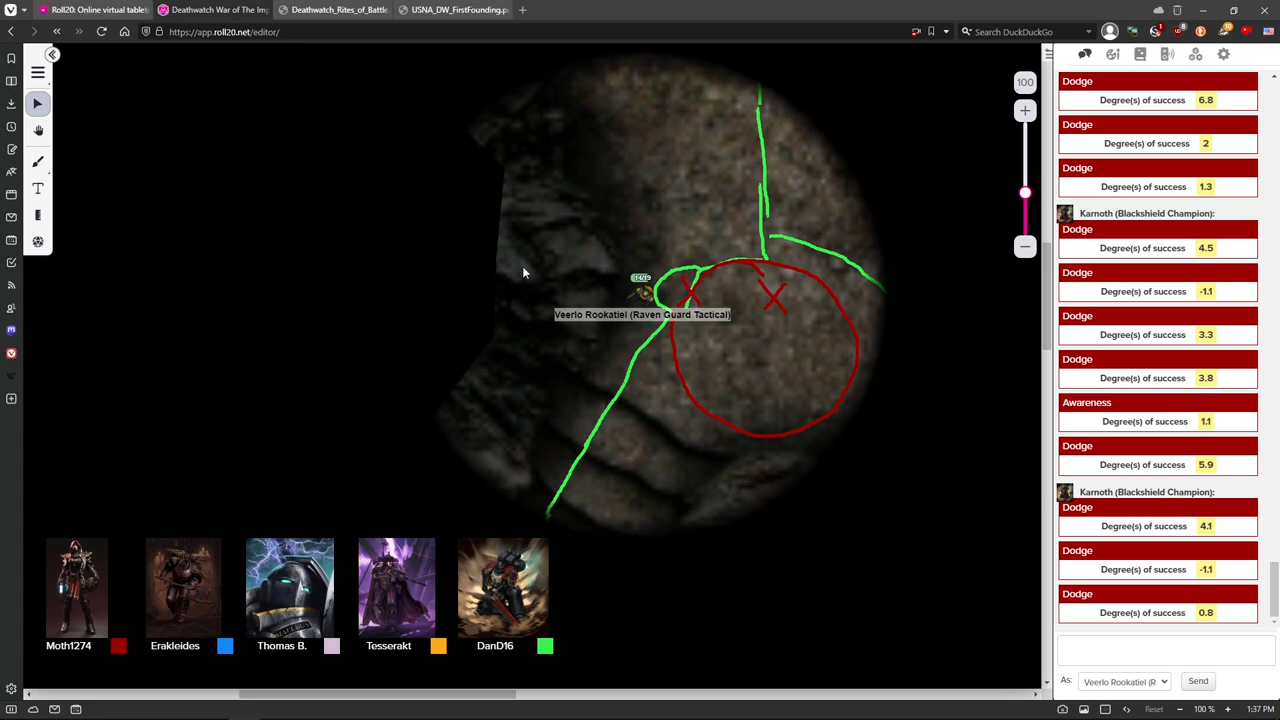 Roll20: Online virtual tablet
Deathwatch War of The Imp
Deathwatch_Rites_of_Battle
USNA_DW_FirstFounding.p
https://app.roll20.net/editor/
Search DuckDuckGo
100
Veerlo Rookatiel (Raven Guard Tactical)
Moth1274
Erakleides
Thomas B.
Tesserakt
DanD16
Dodge
Degree(s) of success 6.8
Dodge
Degree(s) of success 2
Dodge
Degree(s) of success 1.3
Karnoth (Blackshield Champion):
Dodge
Degree(s) of success 4.5
Dodge
Degree(s) of success -1.1
Dodge
Degree(s) of success 3.3
Dodge
Degree(s) of success 3.8
Awareness
Degree(s) of success 1.1
Dodge
Degree(s) of success 5.9
Karnoth (Blackshield Champion):
Dodge
Degree(s) of success 4.1
Dodge
Degree(s) of success -1.1
Dodge
Degree(s) of success 0.8
As: Veerlo Rookatiel (R
Send
Reset 100 % 1:37 PM